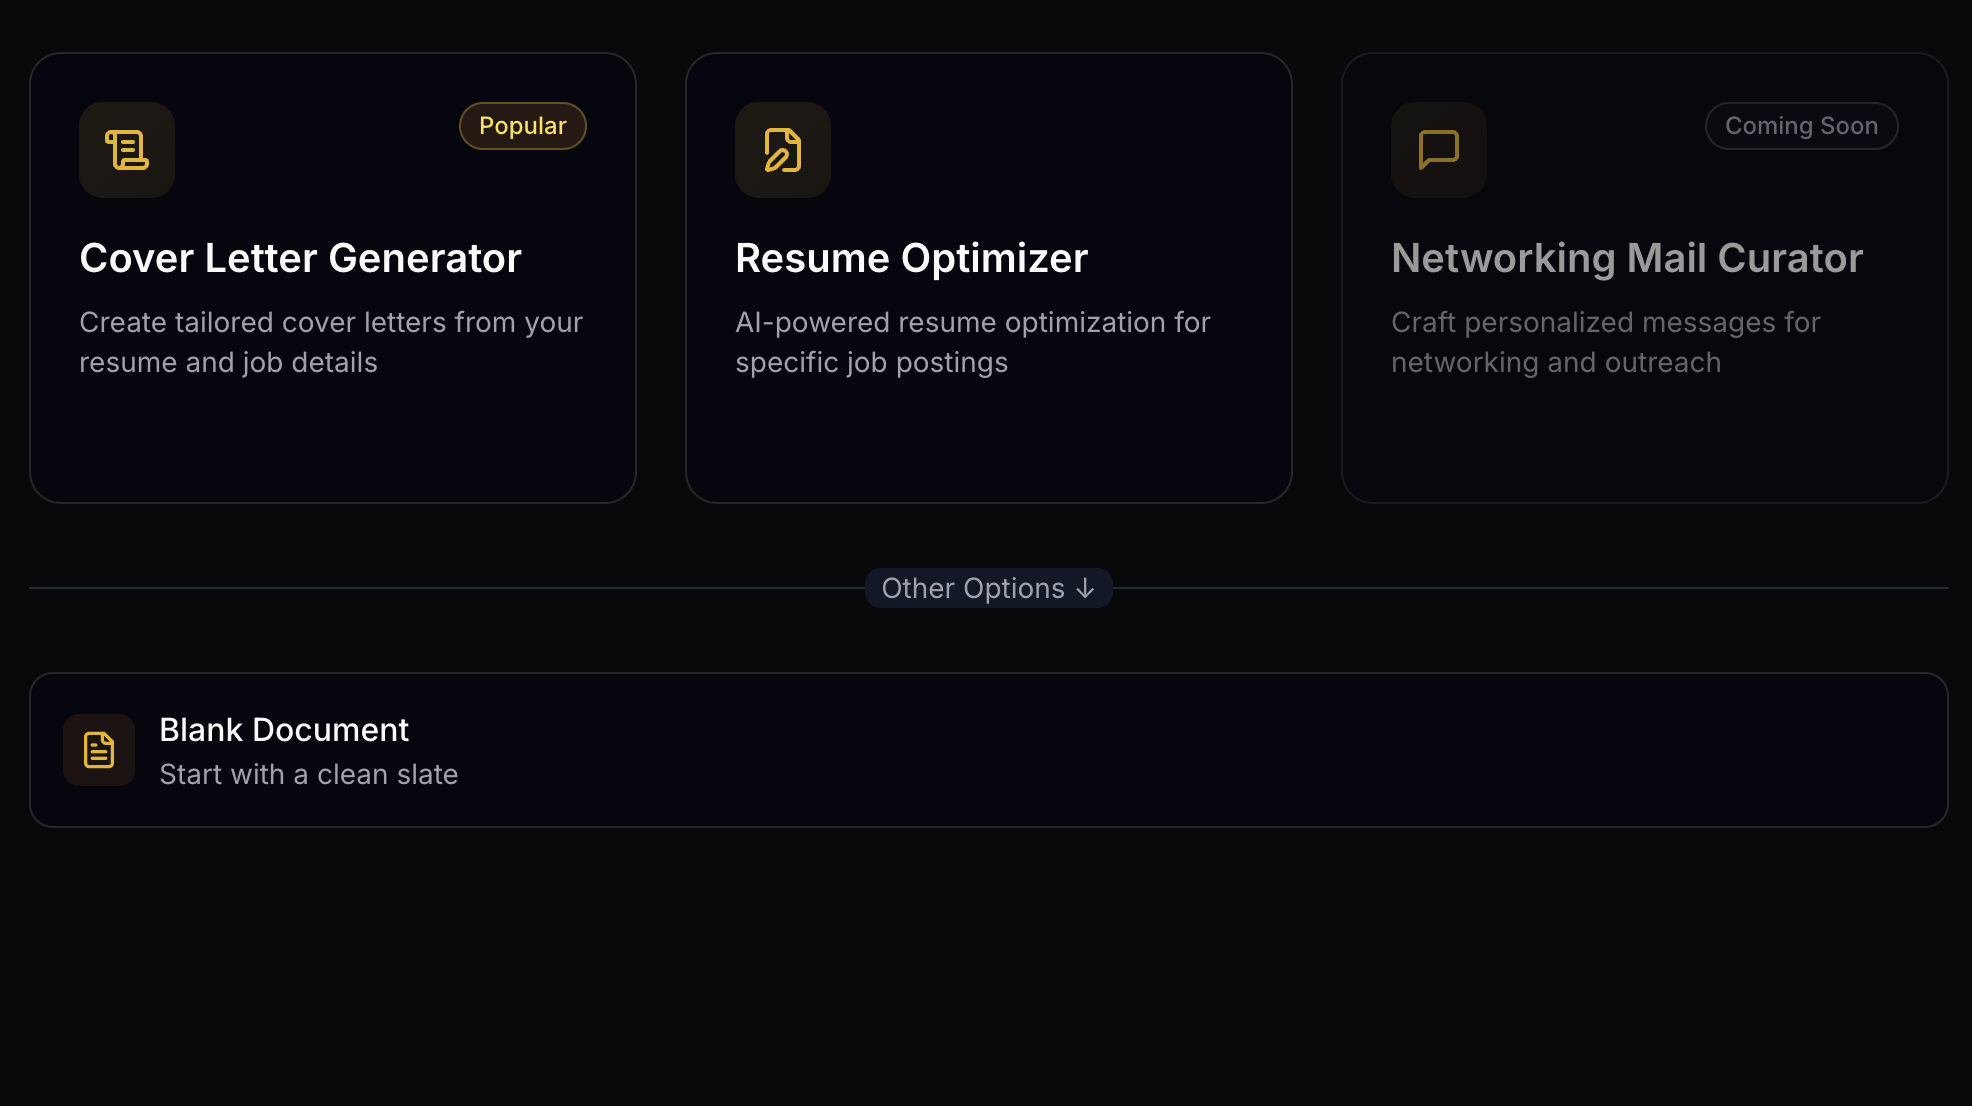 Popular
Cover Letter Generator
Create tailored cover letters from your
resume and job details
Resume Optimizer
AI-powered resume optimization for
specific job postings
Coming Soon
Networking Mail Curator
Craft personalized messages for
networking and outreach
Other Options ↓
Blank Document
Start with a clean slate